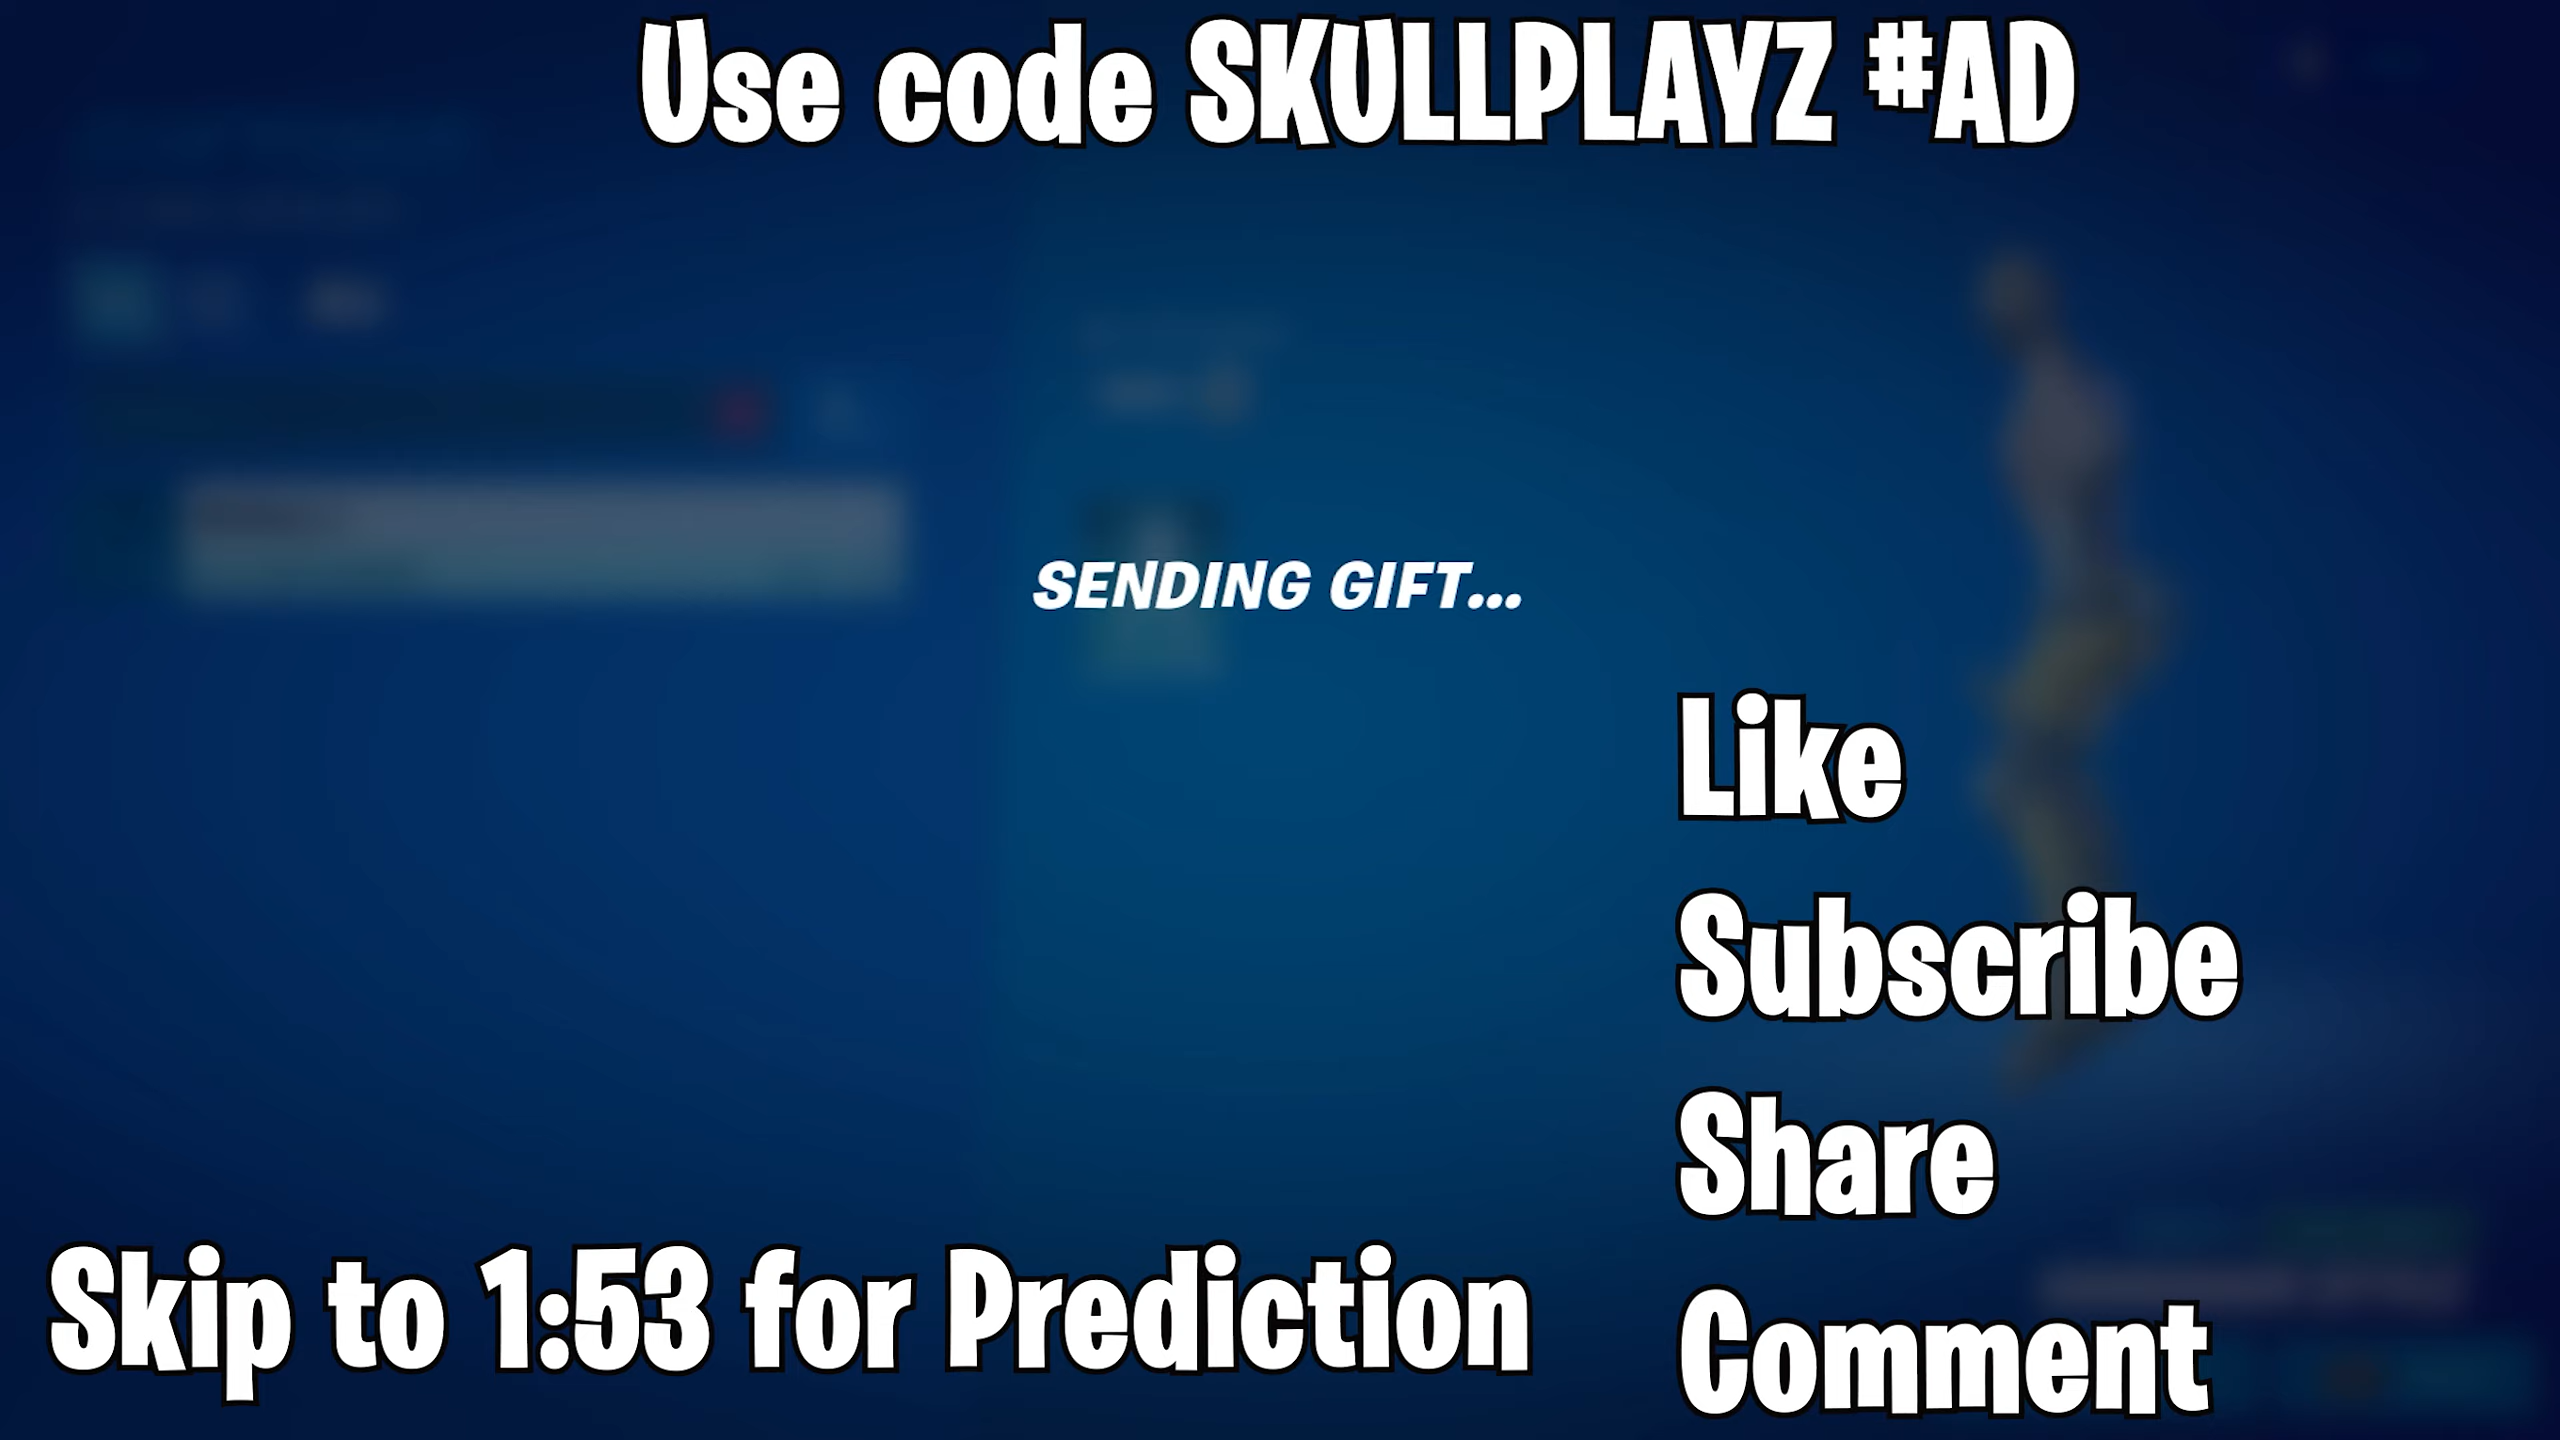 Use code SKULLPLAYZ #AD
SENDING GIFT...
Like
Subscribe
Share
Comment
Skip to 1:53 for Prediction